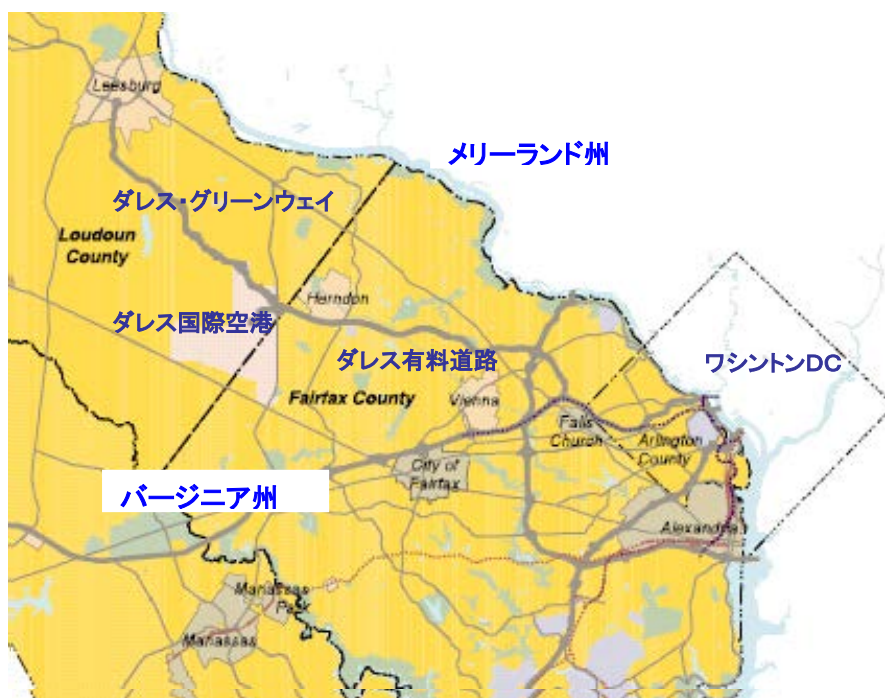 Leesburg
メリーランド州
ダレス・グリーンウェイ
Loudoun
County
Herndon
ダレス国際空港
ダレス有料道路
ワシントンDC
Fairfax County
Vienna
Falls
Church
Arlington
County
City of
Fairfax
バージニア州
Alexandria
Manassas
Park
Manassas